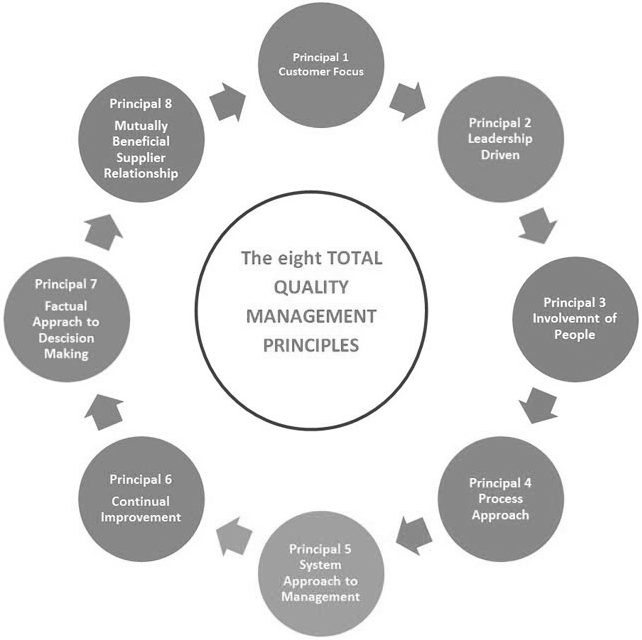 Principal 1
Customer Focus
Principal 2
Leadership
Driven
Principal 3
Involvemnt of
People
Principal 4
Process
Approach
Principal 5
System
Approach to
Management
Principal 6
Continual
Improvement
Principal 7
Factual
Apprach to
Descision
Making
Principal 8
Mutually
Beneficial
Supplier
Relationship
The eight TOTAL
QUALITY
MANAGEMENT
PRINCIPLES